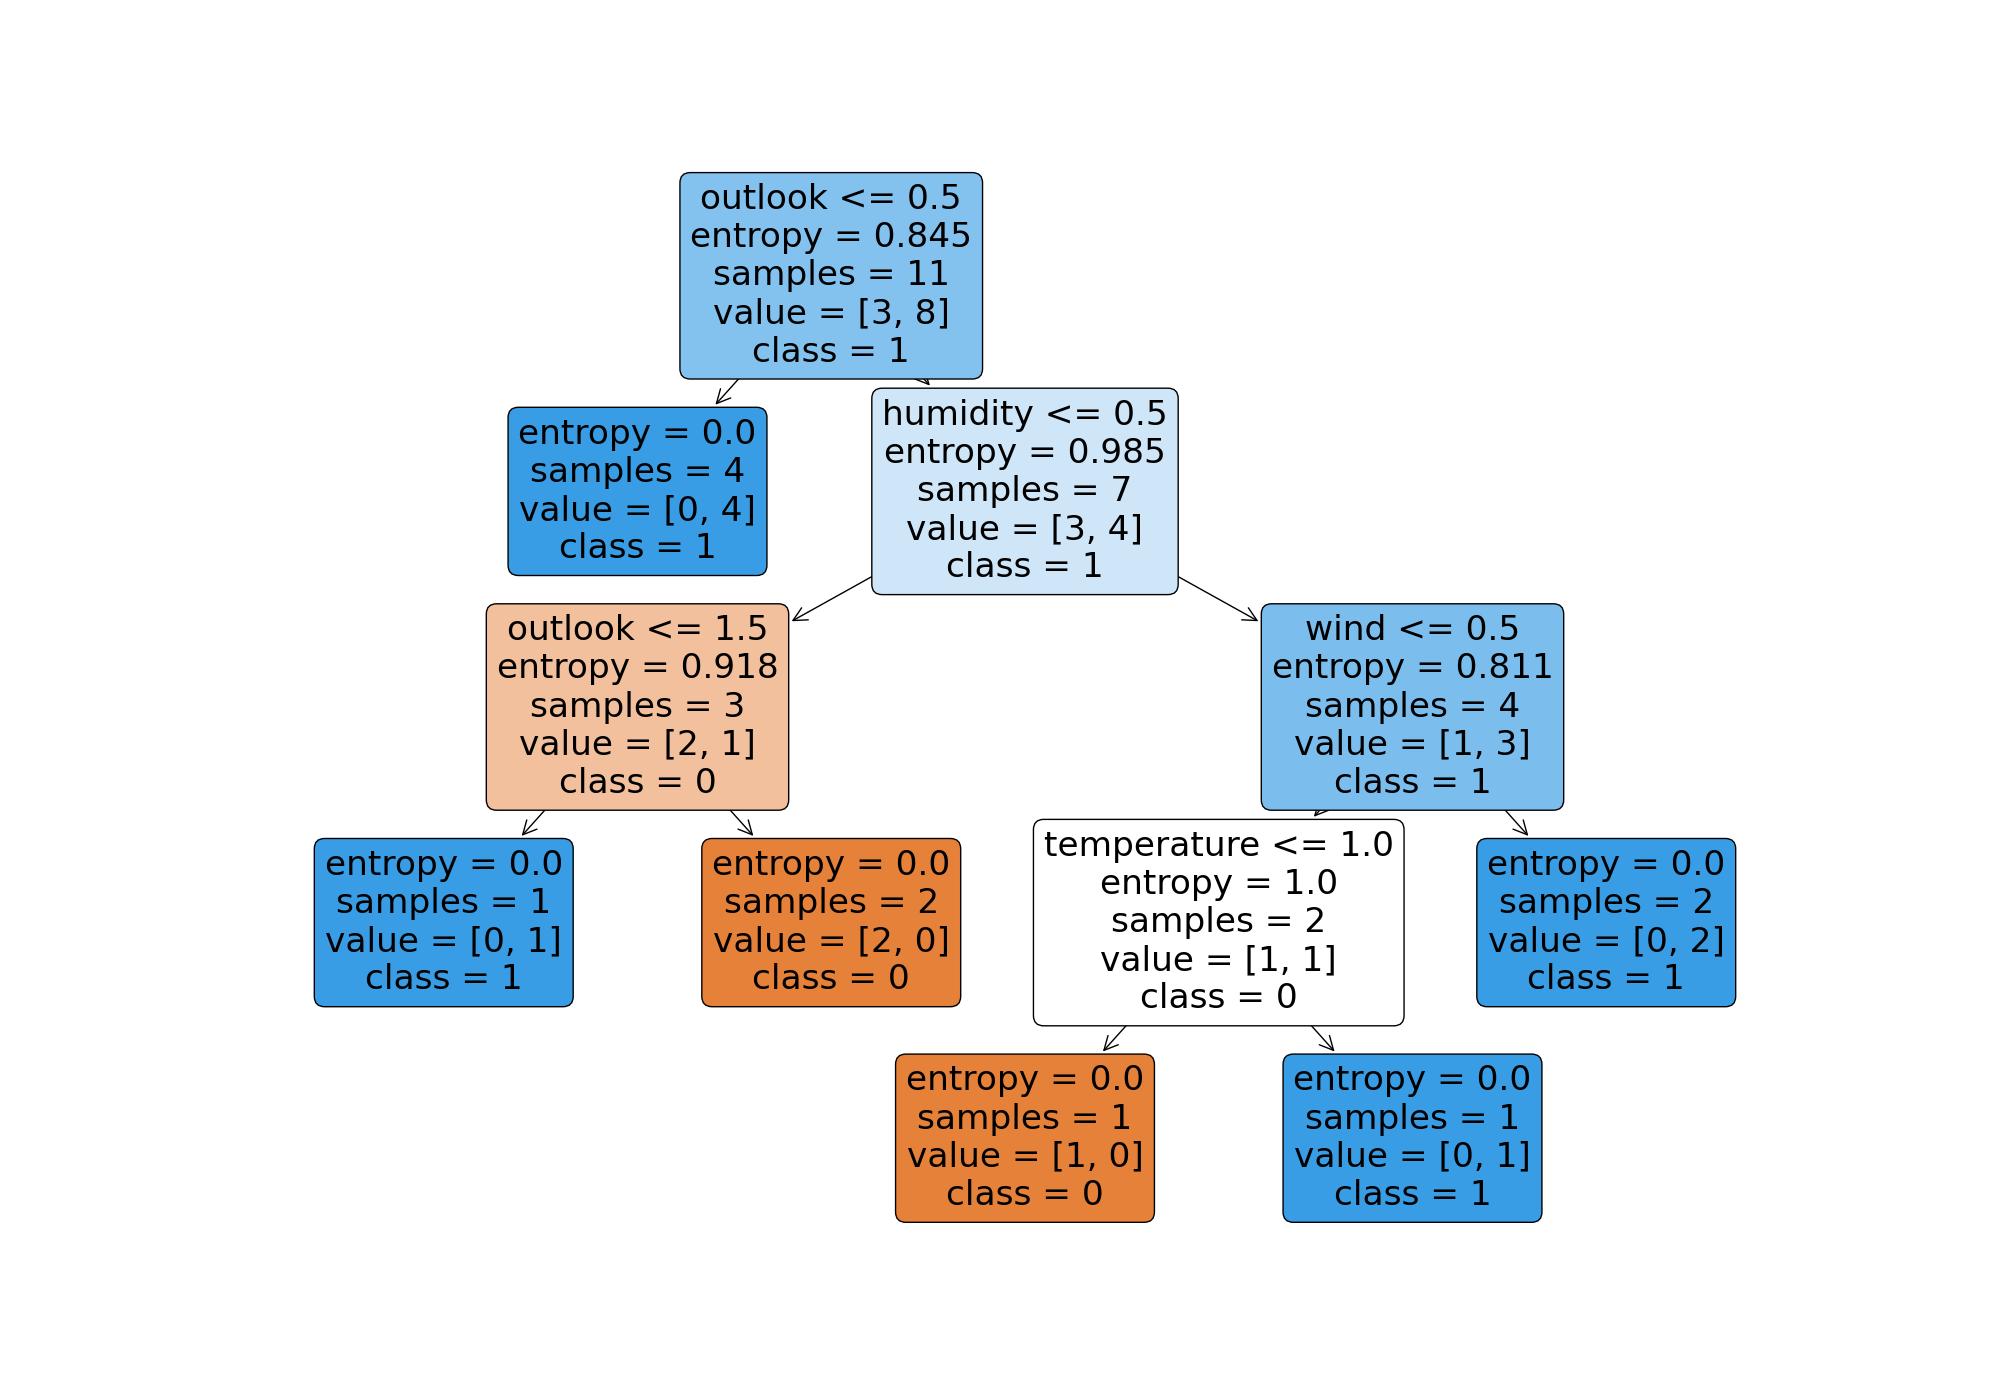 outlook <= 0.5
entropy = 0.845
samples = 11
value = [3, 8]
class = 1
entropy = 0.0
samples = 4
value = [0, 4]
class = 1
humidity <= 0.5
entropy = 0.985
samples = 7
value = [3, 4]
class = 1
outlook <= 1.5
entropy = 0.918
samples = 3
value = [2, 1]
class = 0
wind <= 0.5
entropy = 0.811
samples = 4
value = [1, 3]
class = 1
entropy = 0.0
samples = 1
value = [0, 1]
class = 1
entropy = 0.0
samples = 2
value = [2, 0]
class = 0
temperature <= 1.0
entropy = 1.0
samples = 2
value = [1, 1]
class = 0
entropy = 0.0
samples = 2
value = [0, 2]
class = 1
entropy = 0.0
samples = 1
value = [1, 0]
class = 0
entropy = 0.0
samples = 1
value = [0, 1]
class = 1